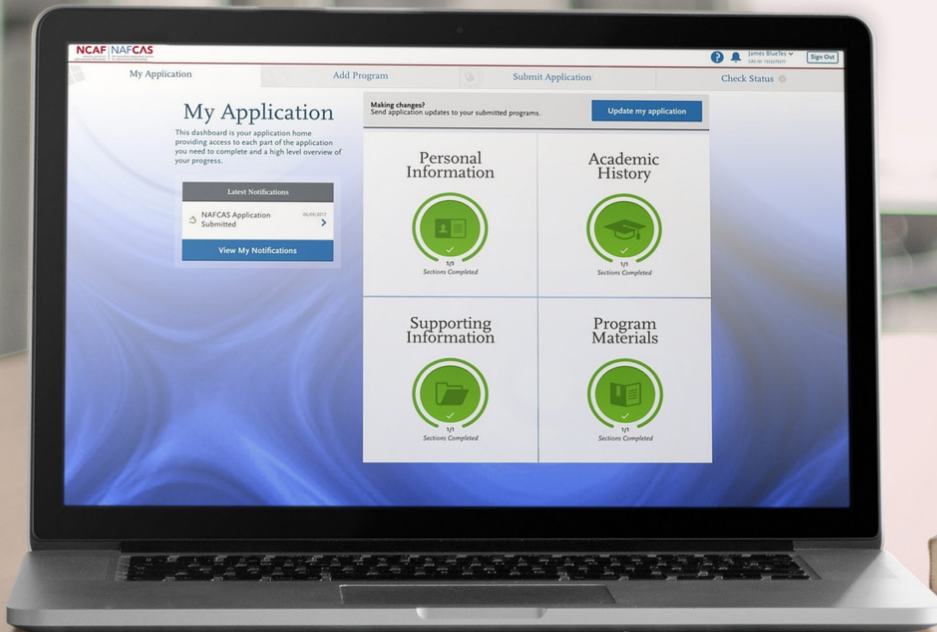 NCAF NAFCAS
James BlueTes
Sign Out
My Application
Add Program
Submit Application
Check Status
My Application
This dashboard is your application home
providing access to each part of the application
you need to complete and a high level overview of
your progress.
Latest Notifications
NAFCAS Application
Submitted
View My Notifications
Making changes?
Send application updates to your submitted programs.
Update my application
Personal
Information
1/1
Sections Completed
Academic
History
1/1
Sections Completed
Supporting
Information
1/1
Sections Completed
Program
Materials
1/1
Sections Completed